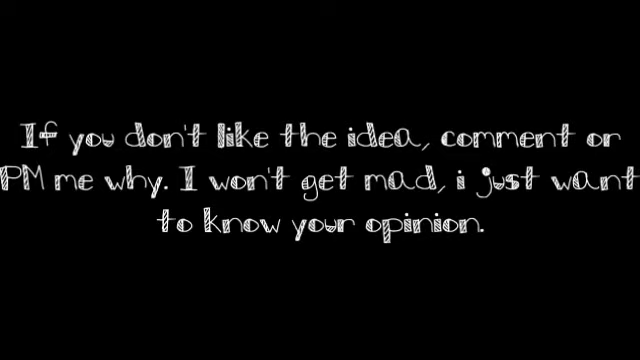 If you don't like the idea, comment or
PM me why. I won't get mad, i just want
to know your opinion.